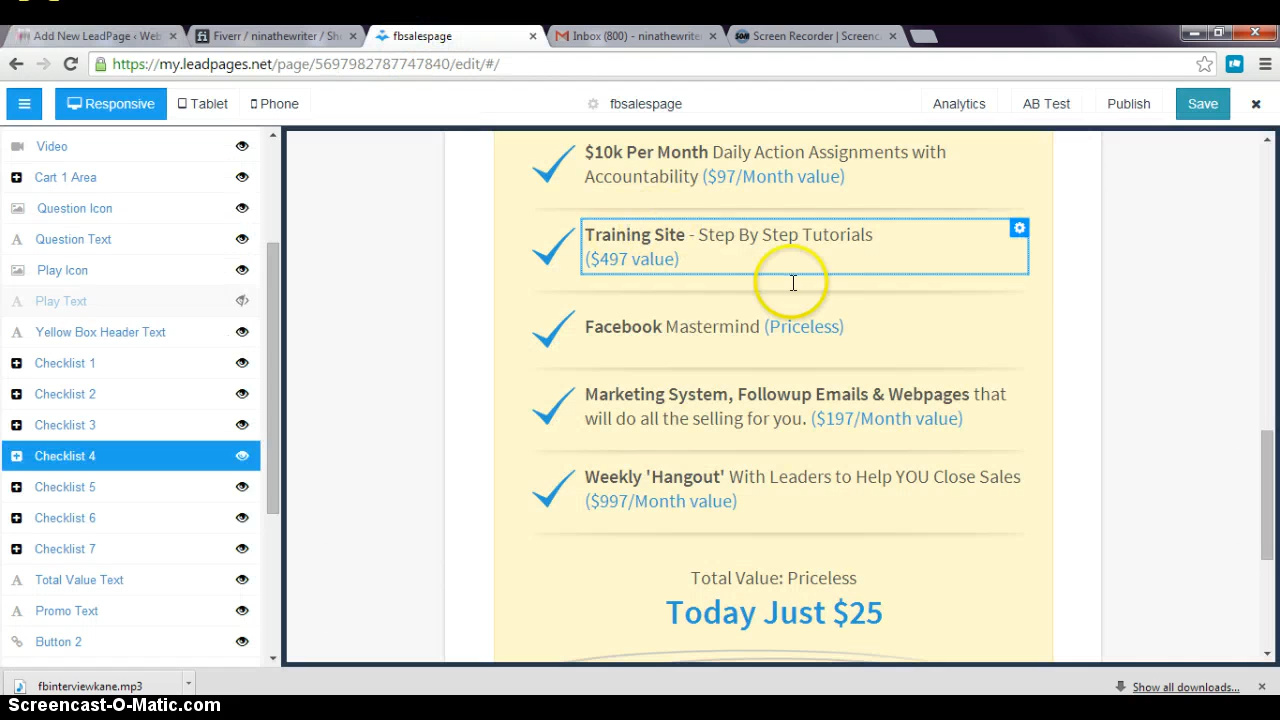 Add New LeadPage ‹ Web
Fiverr / ninathewriter / Sh
fbsalespage
Inbox (800) - ninathewriter
Screen Recorder | Screenc
https://my.leadpages.net/page/5697982787747840/edit/#/
Responsive
Tablet
Phone
fbsalespage
Analytics
AB Test
Publish
Save
Video
Cart 1 Area
Question Icon
Question Text
Play Icon
Play Text
Yellow Box Header Text
Checklist 1
Checklist 2
Checklist 3
Checklist 4
Checklist 5
Checklist 6
Checklist 7
Total Value Text
Promo Text
Button 2
$10k Per Month Daily Action Assignments with
Accountability ($97/Month value)
Training Site - Step By Step Tutorials
($497 value)
Facebook Mastermind (Priceless)
Marketing System, Followup Emails & Webpages that
will do all the selling for you. ($197/Month value)
Weekly 'Hangout' With Leaders to Help YOU Close Sales
($997/Month value)
Total Value: Priceless
Today Just $25
fbinterviewkane.mp3
Show all downloads...
Screencast-O-Matic.com